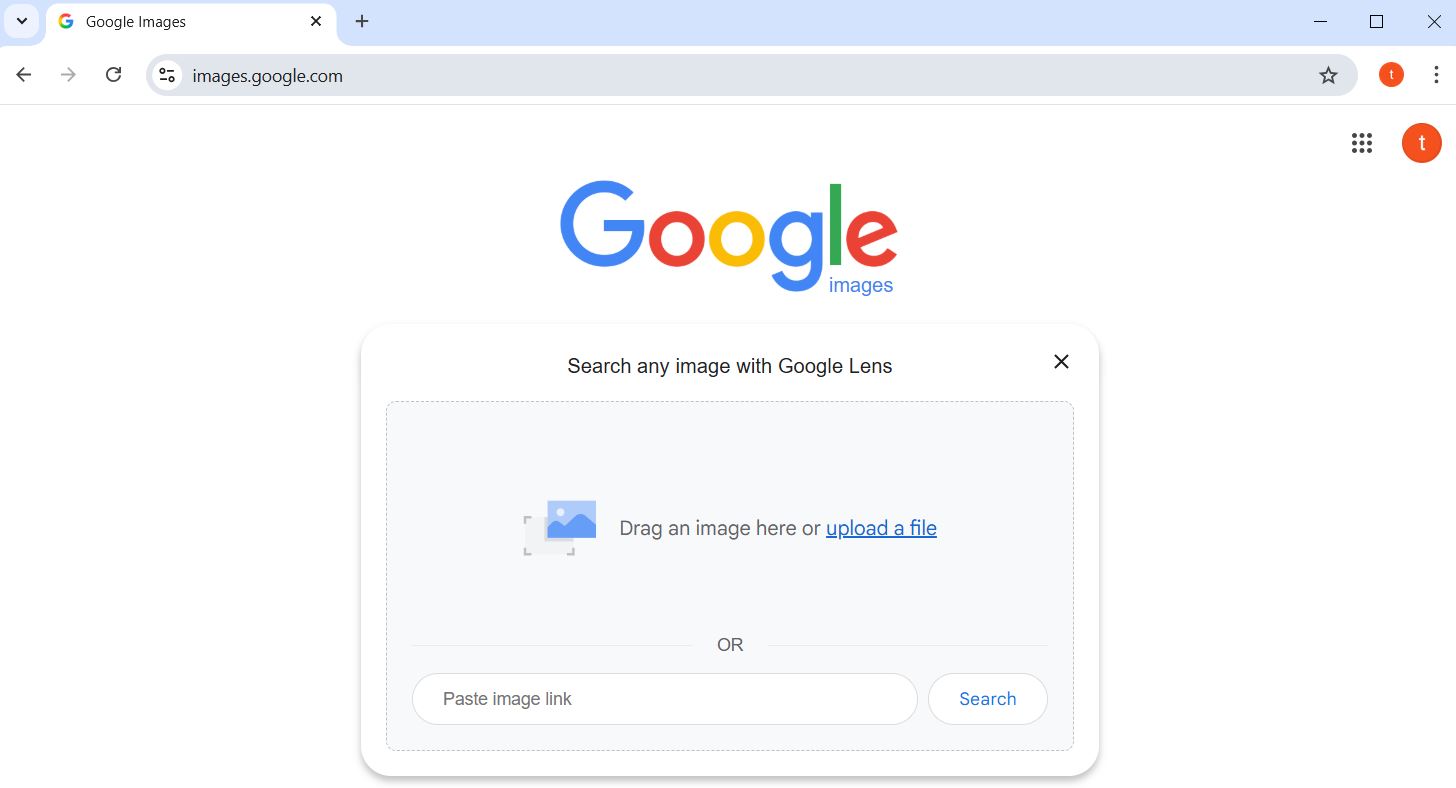 Google Images
images.google.com
t
t
Google
images
Search any image with Google Lens
Drag an image here or upload a file
OR
Paste image link
Search